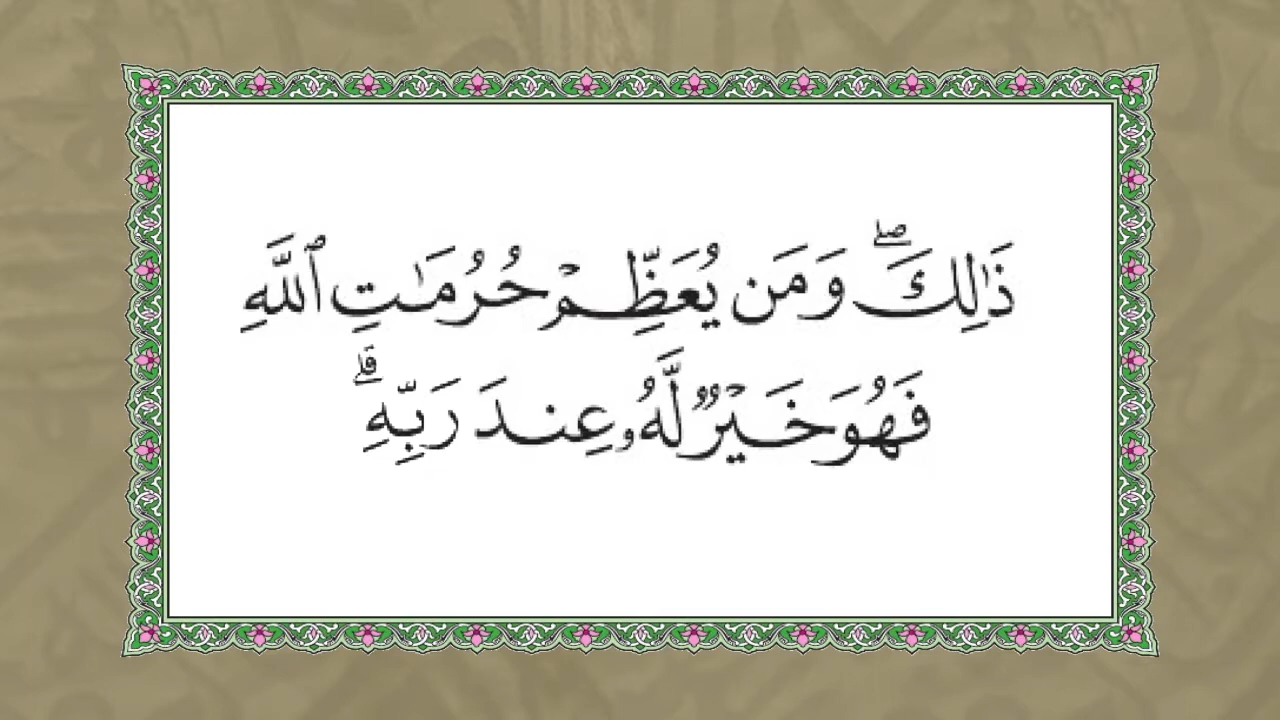 ذَٰلِكَۖ وَمَن يُعَظِّمۡ حُرُمَـٰتِ ٱللَّهِ
فَهُوَ خَيۡرٞ لَّهُۥ عِندَ رَبِّهِۦۗ